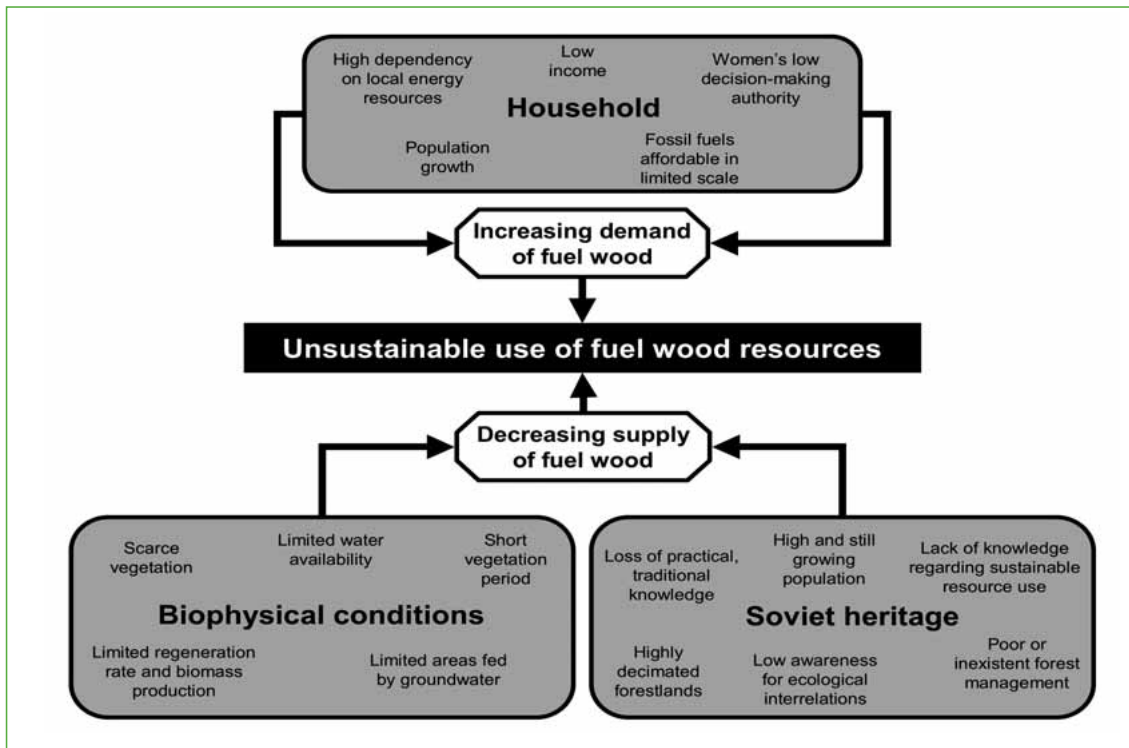 High dependency
on local energy
resources
Low
income
Women's low
decision-making
authority
Household
Population
growth
Fossil fuels
affordable in
limited scale
Increasing demand
of fuel wood
Unsustainable use of fuel wood resources
Decreasing supply
of fuel wood
Scarce
vegetation
Limited water
availability
Short
vegetation
period
Biophysical conditions
Limited regeneration
rate and biomass
production
Limited areas fed
by groundwater
Loss of practical,
traditional
knowledge
High and still
growing
population
Lack of knowledge
regarding sustainable
resource use
Soviet heritage
Highly
decimated
forestlands
Low awareness
for ecological
interrelations
Poor or
inexistent forest
management